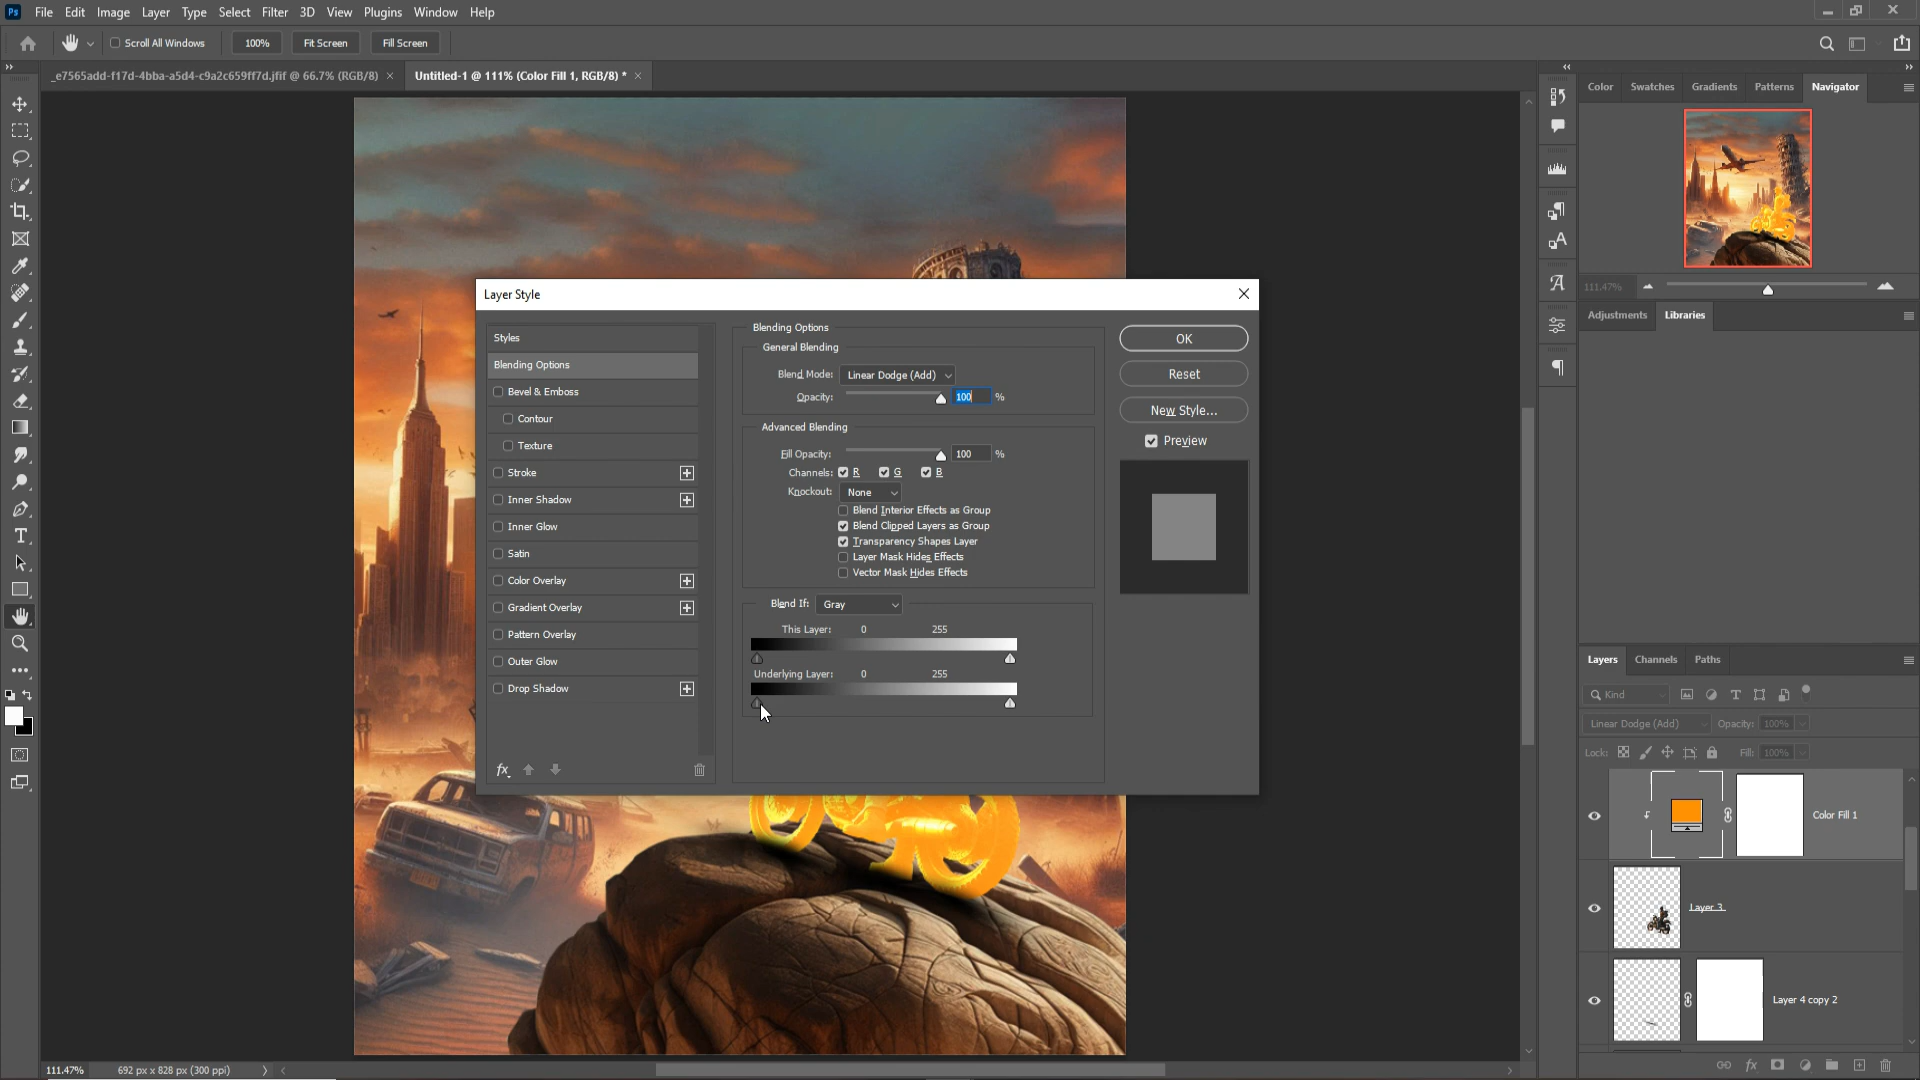 Ps File Edit Image Layer Type Select Filter 3D View Plugins Window Help
Scroll All Windows 100% Fit Screen Fill Screen
_e7565add-f17d-4bba-a5d4-c9a2c659ff7d.jfif @ 66.7% (RGB/8) × Untitled-1 @ 111% (Color Fill 1, RGB/8) * ×
Color Swatches Gradients Patterns Navigator
111.47%
Adjustments Libraries
Layer Style
Styles
Blending Options
Bevel & Emboss
Contour
Texture
Stroke
Inner Shadow
Inner Glow
Satin
Color Overlay
Gradient Overlay
Pattern Overlay
Outer Glow
Drop Shadow
fx
Blending Options
General Blending
Blend Mode: Linear Dodge (Add)
Opacity: 100 %
Advanced Blending
Fill Opacity: 100 %
Channels: R G B
Knockout: None
Blend Interior Effects as Group
Blend Clipped Layers as Group
Transparency Shapes Layer
Layer Mask Hides Effects
Vector Mask Hides Effects
Blend If: Gray
This Layer: 0 255
Underlying Layer: 0 255
OK
Reset
New Style...
Preview
Layers Channels Paths
Kind
Linear Dodge (Add) Opacity: 100%
Lock: Fill: 100%
Color Fill 1
Layer 3
Layer 4 copy 2
fx
111.47% 692 px x 828 px (300 ppi)